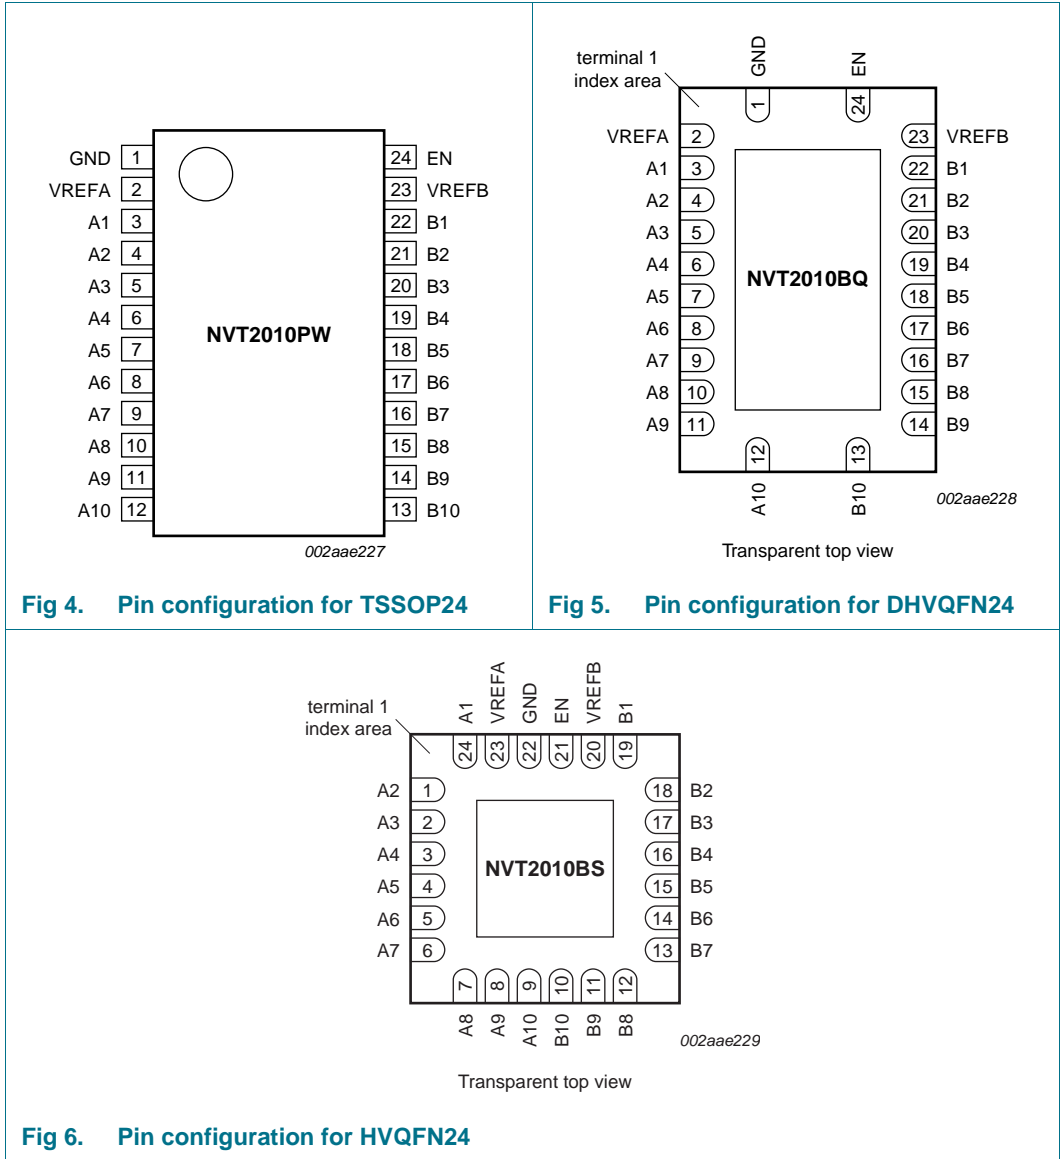 GND 1
VREFA 2
A1 3
A2 4
A3 5
A4 6
A5 7
A6 8
A7 9
A8 10
A9 11
A10 12
NVT2010PW
24 EN
23 VREFB
22 B1
21 B2
20 B3
19 B4
18 B5
17 B6
16 B7
15 B8
14 B9
13 B10
002aae227
Fig 4. Pin configuration for TSSOP24
terminal 1
index area
GND 1
EN 24
VREFA 2
A1 3
A2 4
A3 5
A4 6
A5 7
A6 8
A7 9
A8 10
A9 11
NVT2010BQ
23 VREFB
22 B1
21 B2
20 B3
19 B4
18 B5
17 B6
16 B7
15 B8
14 B9
12 A10
13 B10
002aae228
Transparent top view
Fig 5. Pin configuration for DHVQFN24
terminal 1
index area
A1 24
VREFA 23
GND 22
EN 21
VREFB 20
B1 19
A2 1
A3 2
A4 3
A5 4
A6 5
A7 6
NVT2010BS
18 B2
17 B3
16 B4
15 B5
14 B6
13 B7
7 A8
8 A9
9 A10
10 B10
11 B9
12 B8
002aae229
Transparent top view
Fig 6. Pin configuration for HVQFN24